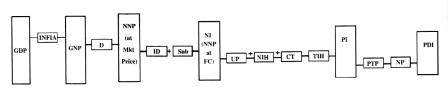 GDP
INFIA
GNP
D
NNP
(at
Mkt
Price)
ID
+
Sub
NI
(NNP
at
FC)
UP
+
NIH
+
CT
TIH
PI
PTP
NP
PDI